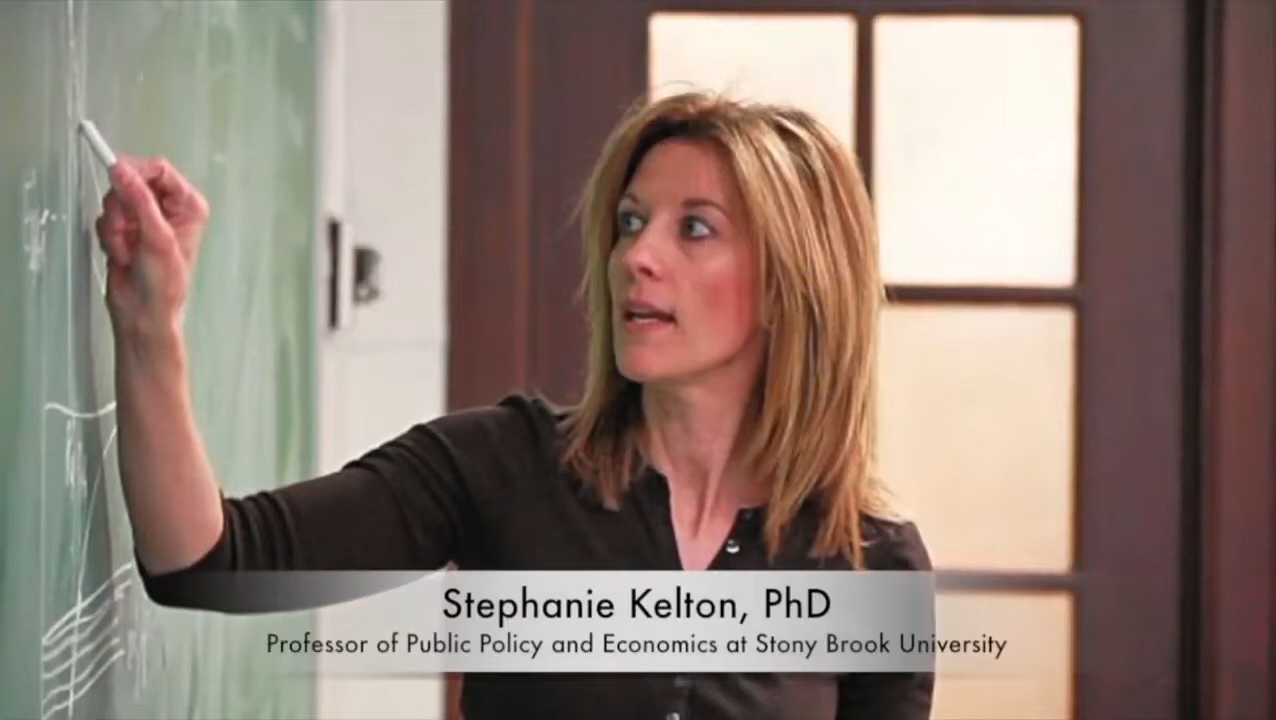 Stephanie Kelton, PhD
Professor of Public Policy and Economics at Stony Brook University